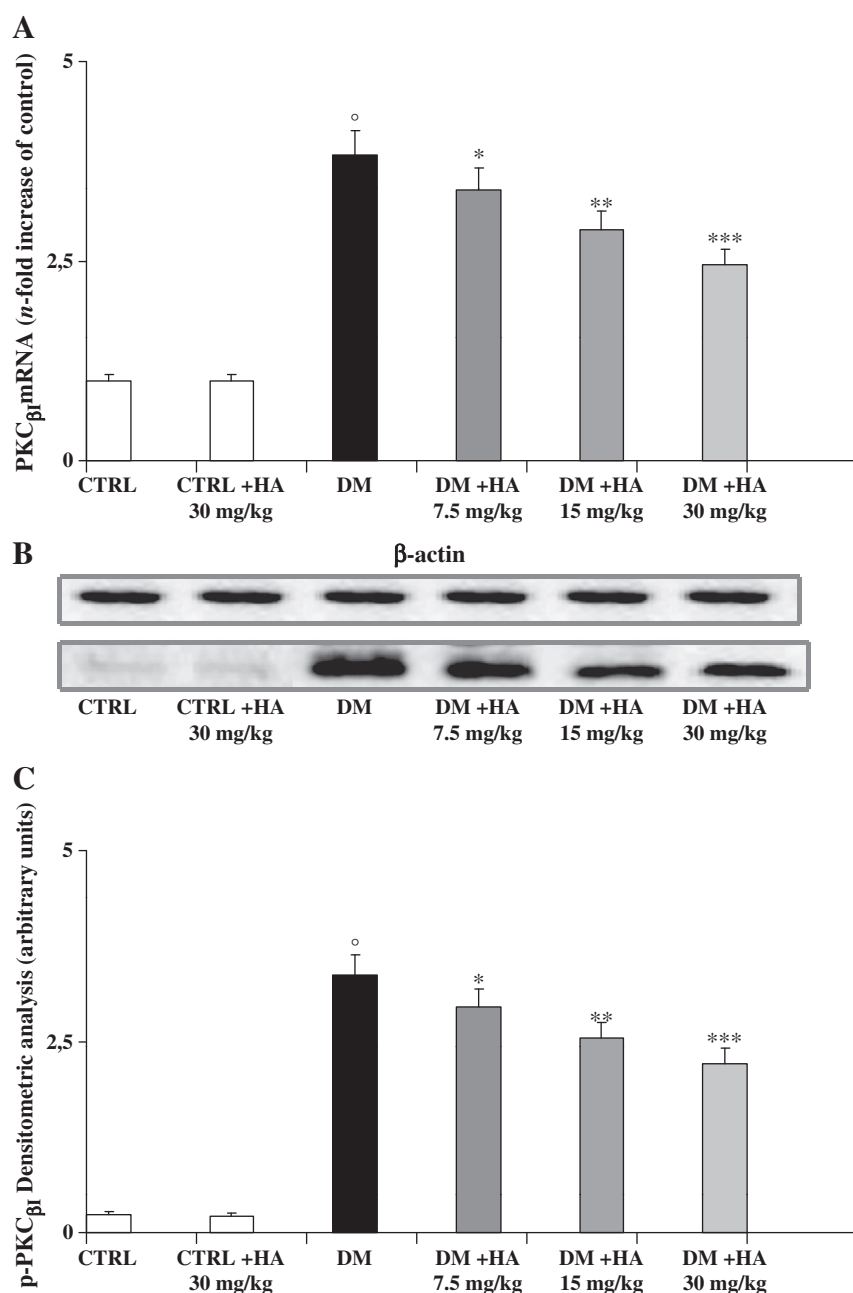 A
PKCβI mRNA (n-fold increase of control)
5
2,5
0
°
*
**
***
CTRL CTRL +HA DM DM +HA DM +HA DM +HA
30 mg/kg 7.5 mg/kg 15 mg/kg 30 mg/kg
B
β-actin
CTRL CTRL +HA DM DM +HA DM +HA DM +HA
30 mg/kg 7.5 mg/kg 15 mg/kg 30 mg/kg
C
p-PKCβI Densitometric analysis (arbitrary units)
5
2,5
0
°
*
**
***
CTRL CTRL +HA DM DM +HA DM +HA DM +HA
30 mg/kg 7.5 mg/kg 15 mg/kg 30 mg/kg